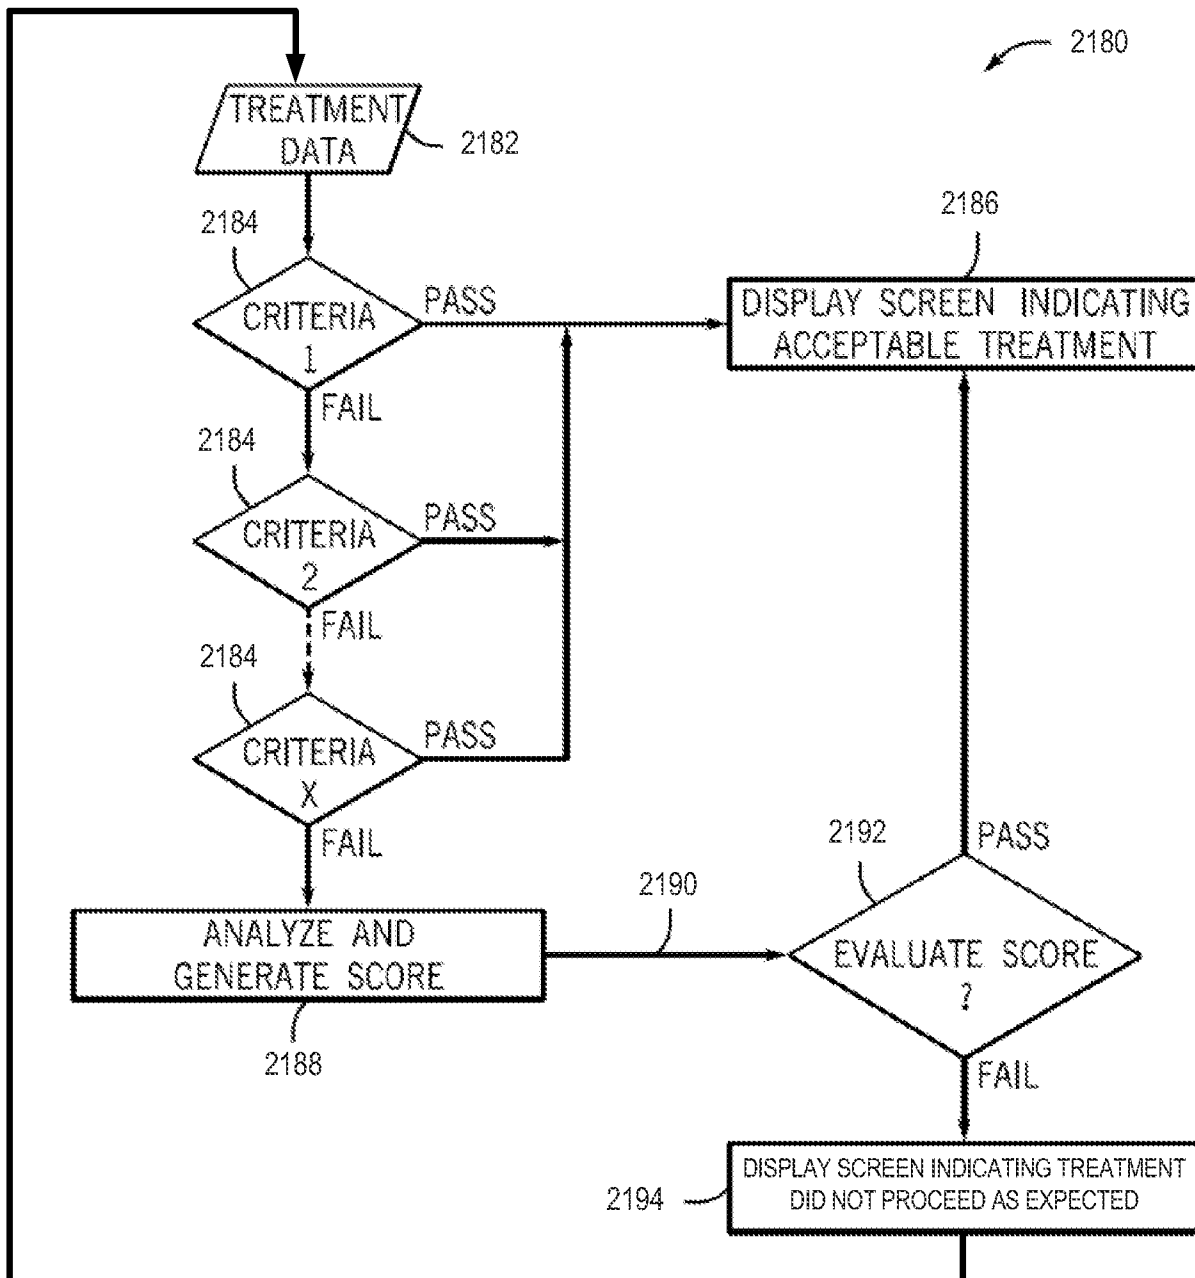 2180
TREATMENT
DATA
2182
2184
CRITERIA
1
PASS
FAIL
2186
DISPLAY SCREEN INDICATING
ACCEPTABLE TREATMENT
2184
CRITERIA
2
PASS
FAIL
2184
CRITERIA
X
PASS
FAIL
ANALYZE AND
GENERATE SCORE
2188
2190
2192
PASS
EVALUATE SCORE
?
FAIL
2194
DISPLAY SCREEN INDICATING TREATMENT
DID NOT PROCEED AS EXPECTED